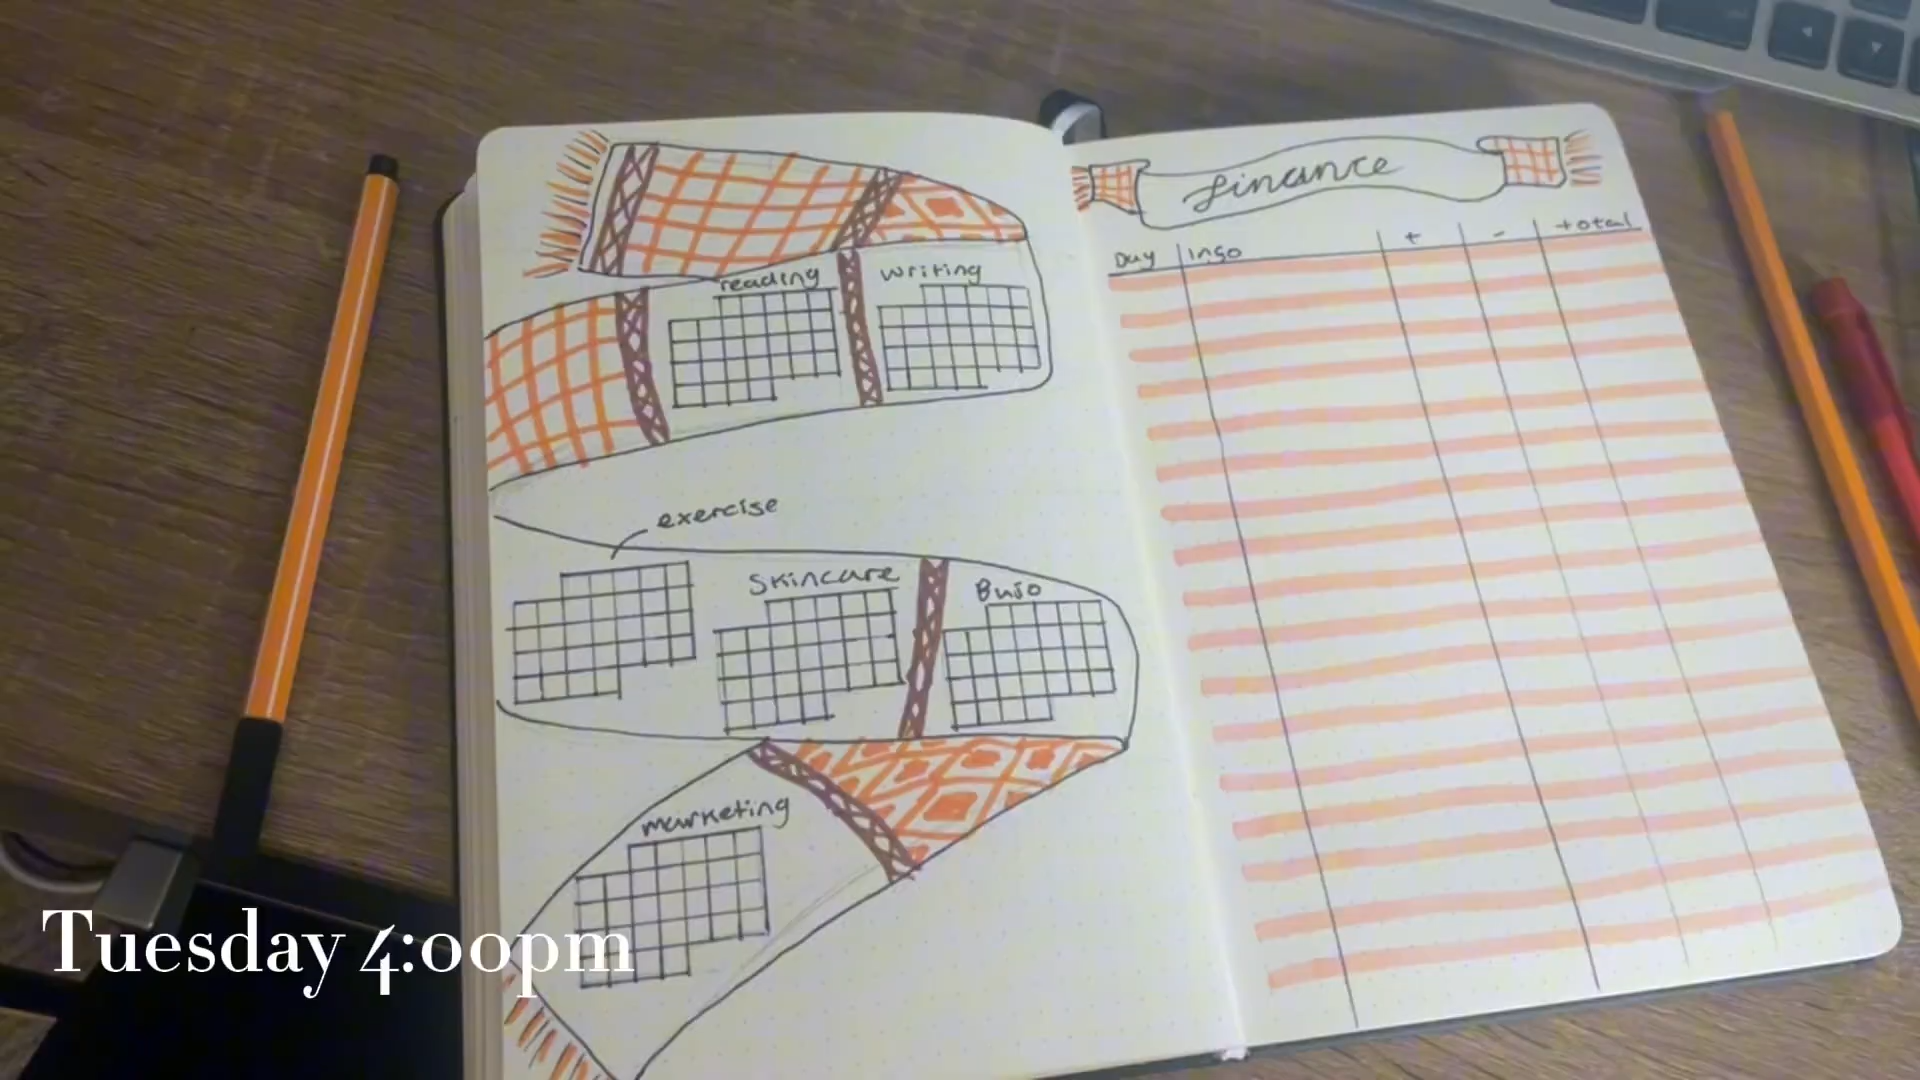 reading
writing
exercise
Skincare
Bujo
marketing
finance
Day info + - total
Tuesday 4:00pm